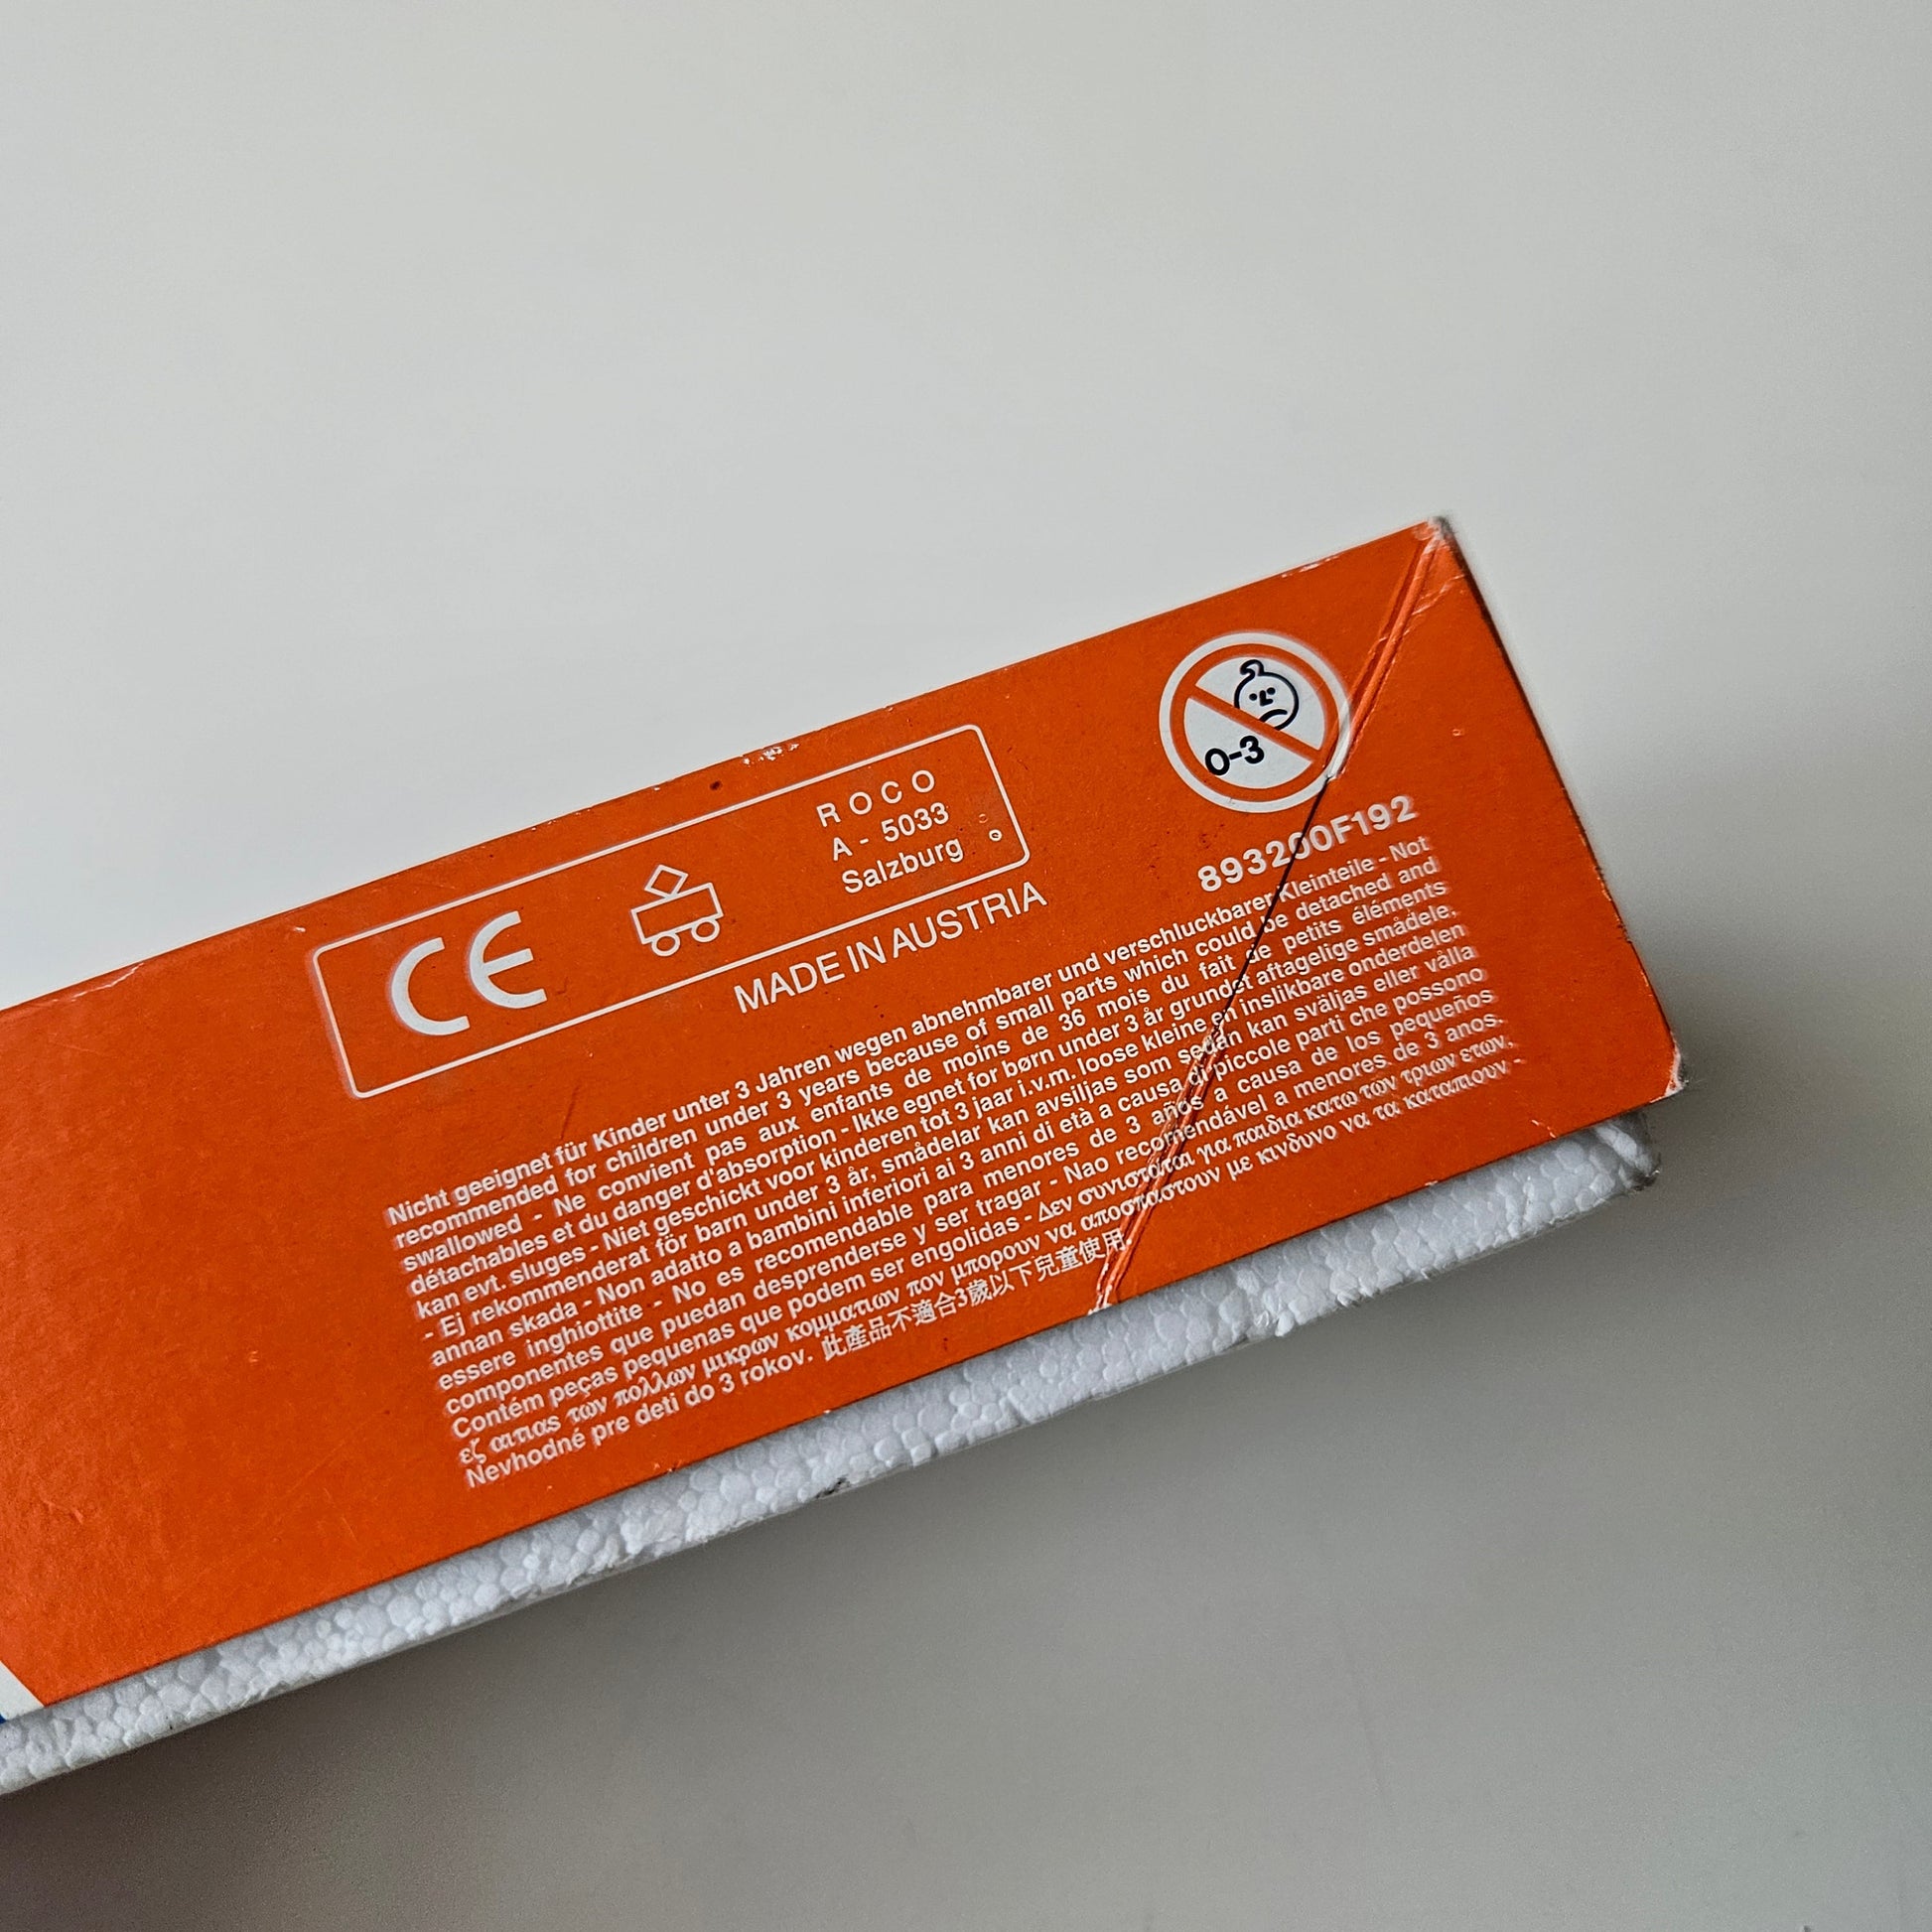 CE
ROCO
A - 5033
Salzburg
MADE IN AUSTRIA
0-3
893200F192
Nicht geeignet für Kinder unter 3 Jahren wegen abnehmbarer und verschluckbarer Kleinteile - Not
recommended for children under 3 years because of small parts which could be detached and
swallowed - Ne convient pas aux enfants de moins de 36 mois du fait de petits éléments
détachables et du danger d'absorption - Ikke egnet for børn under 3 år grundet aftagelige smådele,
kan evt. sluges - Niet geschickt voor kinderen tot 3 jaar i.v.m. loose kleine en inslikbare onderdelen
- Ej rekommenderat för barn under 3 år, smådelar kan avsiljas som sedan kan sväljas eller välla
annan skada - Non adatto a bambini inferiori ai 3 anni di età a causa di piccole parti che possono
essere inghiottite - No es recomendable para menores de 3 años a causa de los pequeños
componentes que puedan desprenderse y ser tragar - Nao recomendável a menores de 3 anos.
Contém peças pequenas que podem ser engolidas - Δεν συνισταται για παιδια κατω των τριων ετων,
εζ αιτιας των πολλων μικρων κομματιων πον μπορουν να αποσπαστουν με κινδυνο να τα καταπιουν -
Nevhodné pre deti do 3 rokov. 此產品不適合3歲以下兒童使用.